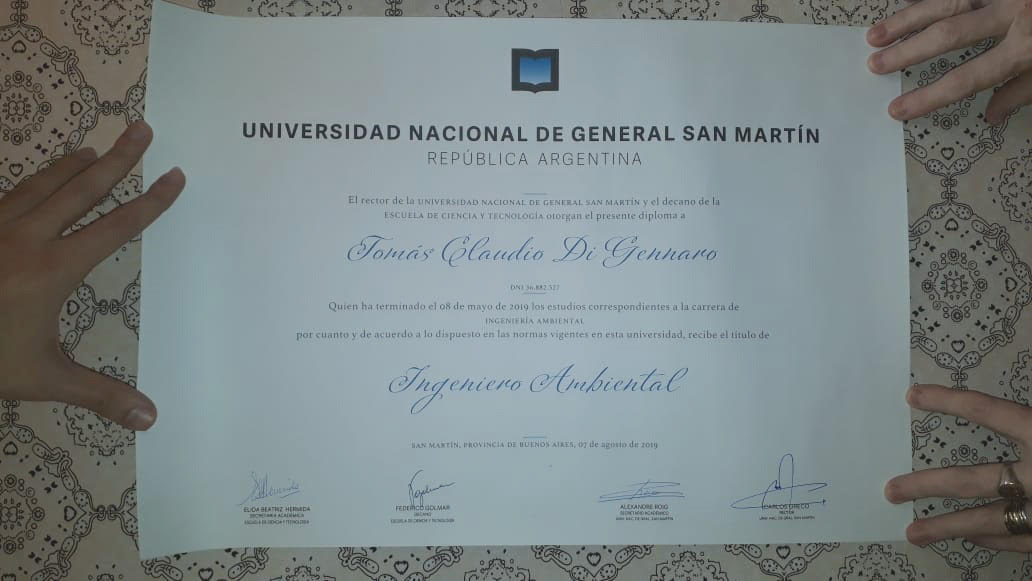 UNIVERSIDAD NACIONAL DE GENERAL SAN MARTÍN
REPÚBLICA ARGENTINA
El rector de la UNIVERSIDAD NACIONAL DE GENERAL SAN MARTÍN y el decano de la
ESCUELA DE CIENCIA Y TECNOLOGÍA otorgan el presente diploma a
Tomás Claudio Di Gennaro
DNI 36.882.527
Quien ha terminado el 08 de mayo de 2019 los estudios correspondientes a la carrera de
INGENIERÍA AMBIENTAL
por cuanto y de acuerdo a lo dispuesto en las normas vigentes en esta universidad, recibe el título de
Ingeniero Ambiental
SAN MARTÍN, PROVINCIA DE BUENOS AIRES, 07 de agosto de 2019
ELIDA BEATRIZ HERMIDA
SECRETARIA ACADÉMICA
ESCUELA DE CIENCIA Y TECNOLOGÍA
FEDERICO GOLMAR
DECANO
ESCUELA DE CIENCIA Y TECNOLOGÍA
ALEXANDRE ROIG
SECRETARIO ACADÉMICO
UNIV. NAC. DE GRAL. SAN MARTÍN
CARLOS GRECO
RECTOR
UNIV. NAC. DE GRAL. SAN MARTÍN